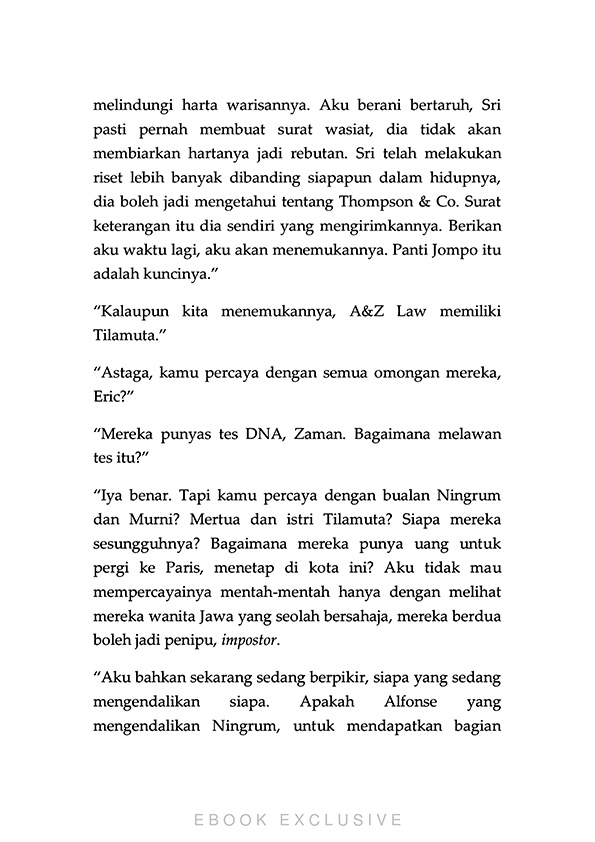 melindungi harta warisannya. Aku berani bertaruh, Sri
pasti pernah membuat surat wasiat, dia tidak akan
membiarkan hartanya jadi rebutan. Sri telah melakukan
riset lebih banyak dibanding siapapun dalam hidupnya,
dia boleh jadi mengetahui tentang Thompson & Co. Surat
keterangan itu dia sendiri yang mengirimkannya. Berikan
aku waktu lagi, aku akan menemukannya. Panti Jompo itu
adalah kuncinya.”
“Kalaupun kita menemukannya, A&Z Law memiliki
Tilamuta.”
“Astaga, kamu percaya dengan semua omongan mereka,
Eric?”
“Mereka punyas tes DNA, Zaman. Bagaimana melawan
tes itu?”
“Iya benar. Tapi kamu percaya dengan bualan Ningrum
dan Murni? Mertua dan istri Tilamuta? Siapa mereka
sesungguhnya? Bagaimana mereka punya uang untuk
pergi ke Paris, menetap di kota ini? Aku tidak mau
mempercayainya mentah-mentah hanya dengan melihat
mereka wanita Jawa yang seolah bersahaja, mereka berdua
boleh jadi penipu, impostor.
“Aku bahkan sekarang sedang berpikir, siapa yang sedang
mengendalikan siapa. Apakah Alfonse yang
mengendalikan Ningrum, untuk mendapatkan bagian
EBOOK EXCLUSIVE